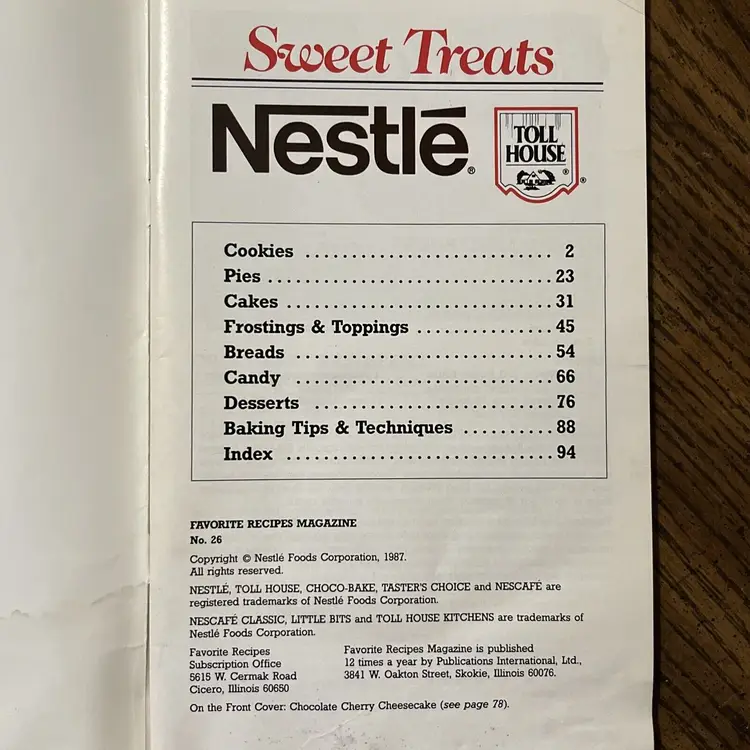 Sweet Treats
Nestlé®
TOLL
HOUSE
®
®
Cookies .......................... 2
Pies .............................. 23
Cakes ............................ 31
Frostings & Toppings .............. 45
Breads ........................... 54
Candy ........................... 66
Desserts ......................... 76
Baking Tips & Techniques .......... 88
Index ............................ 94
FAVORITE RECIPES MAGAZINE
No. 26
Copyright © Nestlé Foods Corporation, 1987.
All rights reserved.
NESTLÉ, TOLL HOUSE, CHOCO-BAKE, TASTER'S CHOICE and NESCAFÉ are
registered trademarks of Nestlé Foods Corporation.
NESCAFÉ CLASSIC, LITTLE BITS and TOLL HOUSE KITCHENS are trademarks of
Nestlé Foods Corporation.
Favorite Recipes
Subscription Office
5615 W. Cermak Road
Cicero, Illinois 60650
Favorite Recipes Magazine is published
12 times a year by Publications International, Ltd.,
3841 W. Oakton Street, Skokie, Illinois 60076.
On the Front Cover: Chocolate Cherry Cheesecake (see page 78).